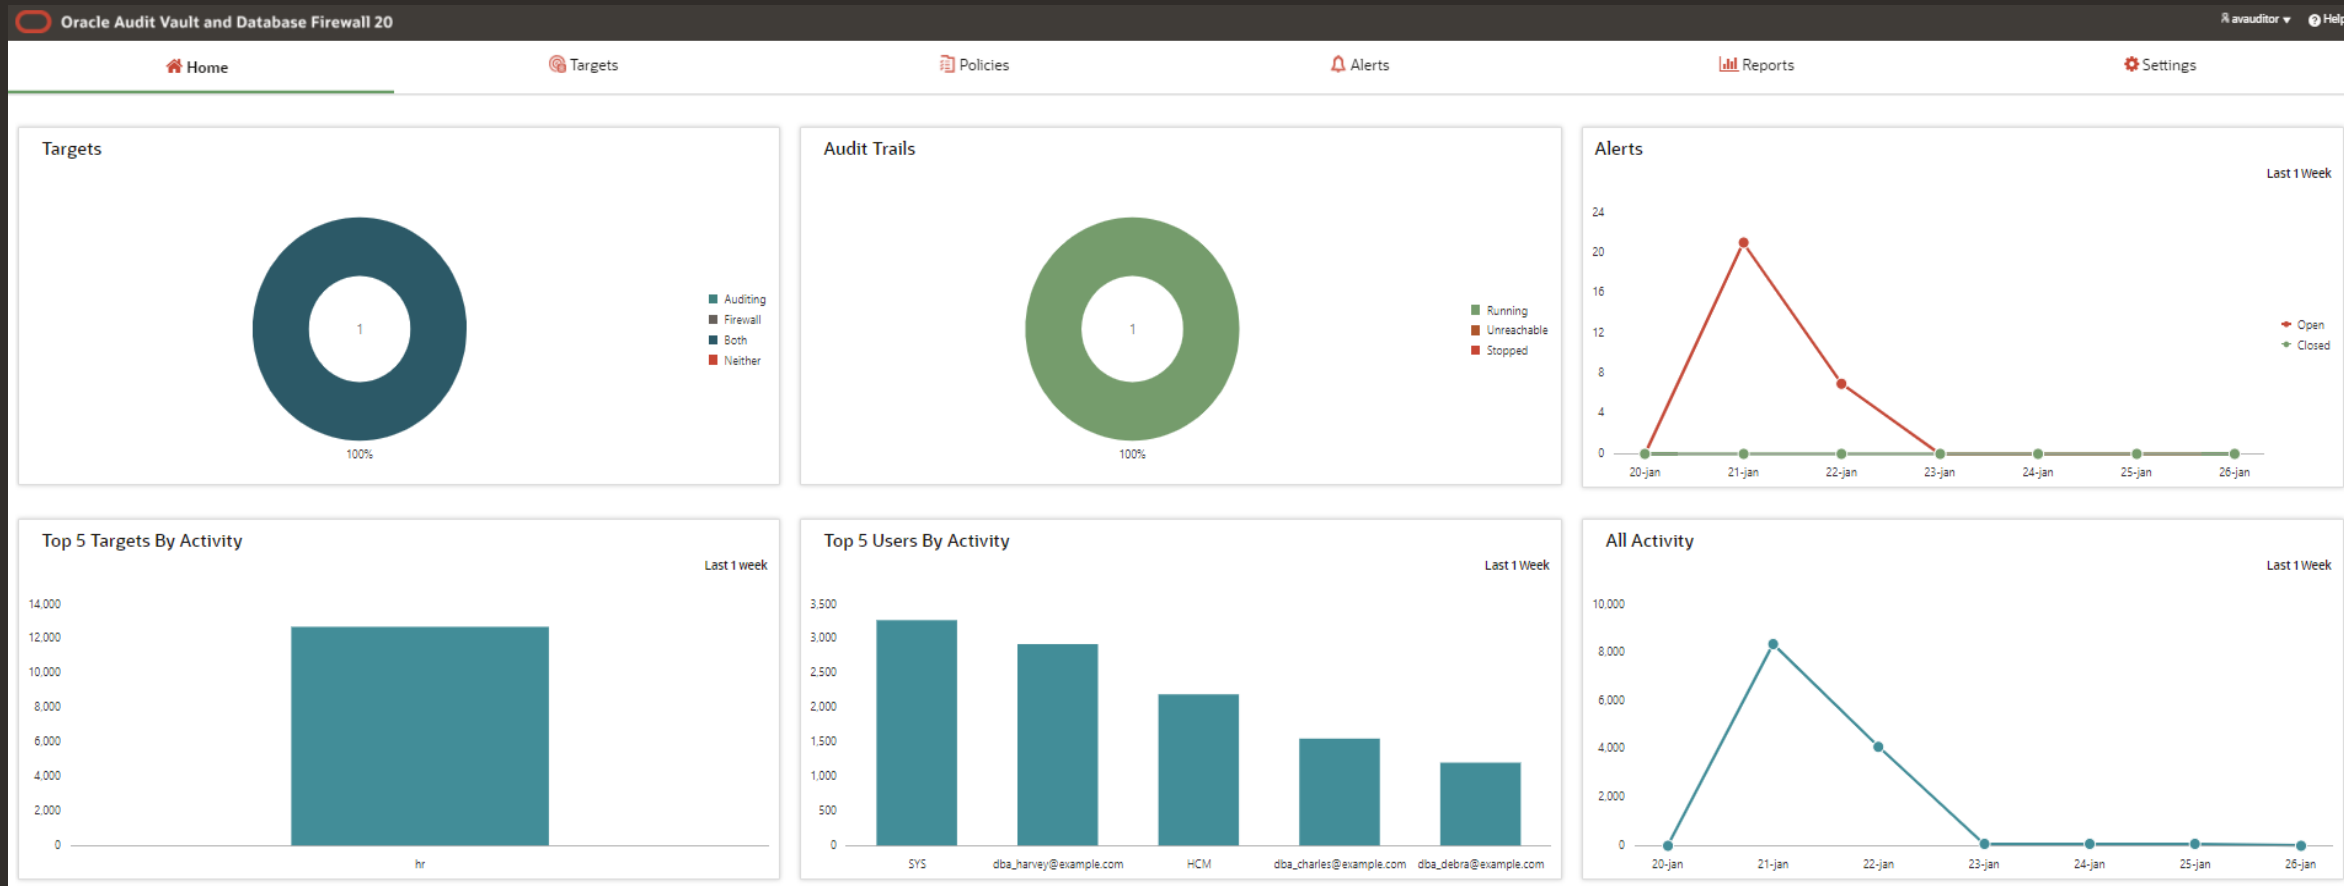 Oracle Audit Vault and Database Firewall 20
avauditor
Help
Home
Targets
Policies
Alerts
Reports
Settings
Targets
1
100%
Auditing
Firewall
Both
Neither
Audit Trails
1
100%
Running
Unreachable
Stopped
Alerts
Last 1 Week
24
20
16
12
8
4
0
20-jan 21-jan 22-jan 23-jan 24-jan 25-jan 26-jan
Open
Closed
Top 5 Targets By Activity
Last 1 week
14,000
12,000
10,000
8,000
6,000
4,000
2,000
0
hr
Top 5 Users By Activity
Last 1 Week
3,500
3,000
2,500
2,000
1,500
1,000
500
0
SYS dba_harvey@example.com HCM dba_charles@example.com dba_debra@example.com
All Activity
Last 1 Week
10,000
8,000
6,000
4,000
2,000
0
20-jan 21-jan 22-jan 23-jan 24-jan 25-jan 26-jan